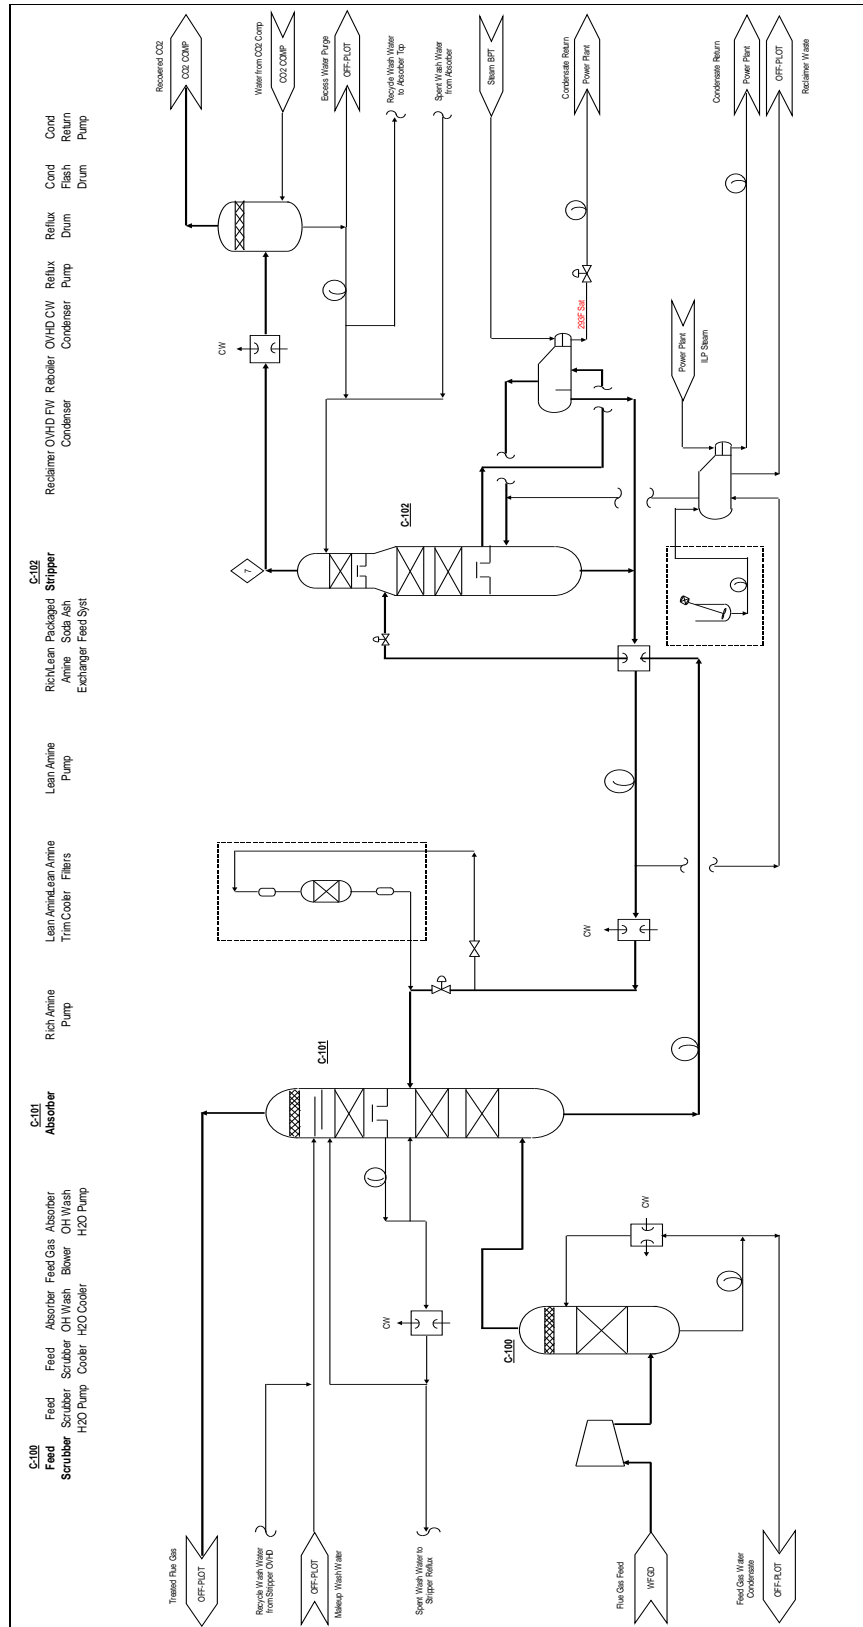 C-100
Feed
Scrubber
Feed
Scrubber
H2O Pump
Feed
Scrubber
Cooler
Absorber
OH Wash
H2O Cooler
Feed Gas
Blower
Absorber
OH Wash
H2O Pump
C-101
Absorber
Rich Amine
Pump
Lean Amine
Trim Cooler
Lean Amine
Filters
Lean Amine
Pump
Rich/Lean
Amine
Exchanger
Packaged
Soda Ash
Feed Syst
C-102
Stripper
Reclaimer
OVHD FW
Condenser
Reboiler
OVHD CW
Condenser
Reflux
Pump
Reflux
Drum
Cond
Flash
Drum
Cond
Return
Pump
Treated Flue Gas
OFF-PLOT
Recycle Wash Water
from Stripper OVHD
OFF-PLOT
Makeup Wash Water
Spent Wash Water to
Stripper Reflux
Flue Gas Feed
WFGD
Feed Gas Water
Condensate
OFF-PLOT
CW
C-100
CW
C-101
CW
7
C-102
CW
293F Sat
Power Plant
ILP Steam
Recovered CO2
CO2 COMP
Water from CO2 Comp
CO2 COMP
Excess Water Purge
OFF-PLOT
Recycle Wash Water
to Absorber Top
Spent Wash Water
from Absorber
Steam BPT
Condensate Return
Power Plant
Condensate Return
Power Plant
OFF-PLOT
Reclaimer Waste